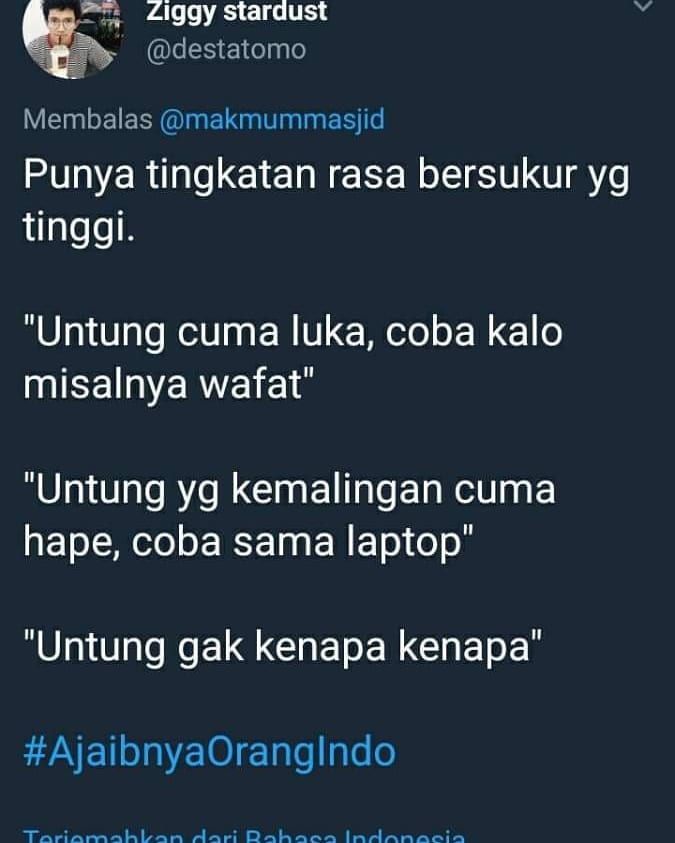 Ziggy stardust
@destatomo
Membalas @makmummasjid
Punya tingkatan rasa bersukur yg
tinggi.
"Untung cuma luka, coba kalo
misalnya wafat"
"Untung yg kemalingan cuma
hape, coba sama laptop"
"Untung gak kenapa kenapa"
#AjaibnyaOrangIndo
Terjemahkan dari Bahasa Indonesia